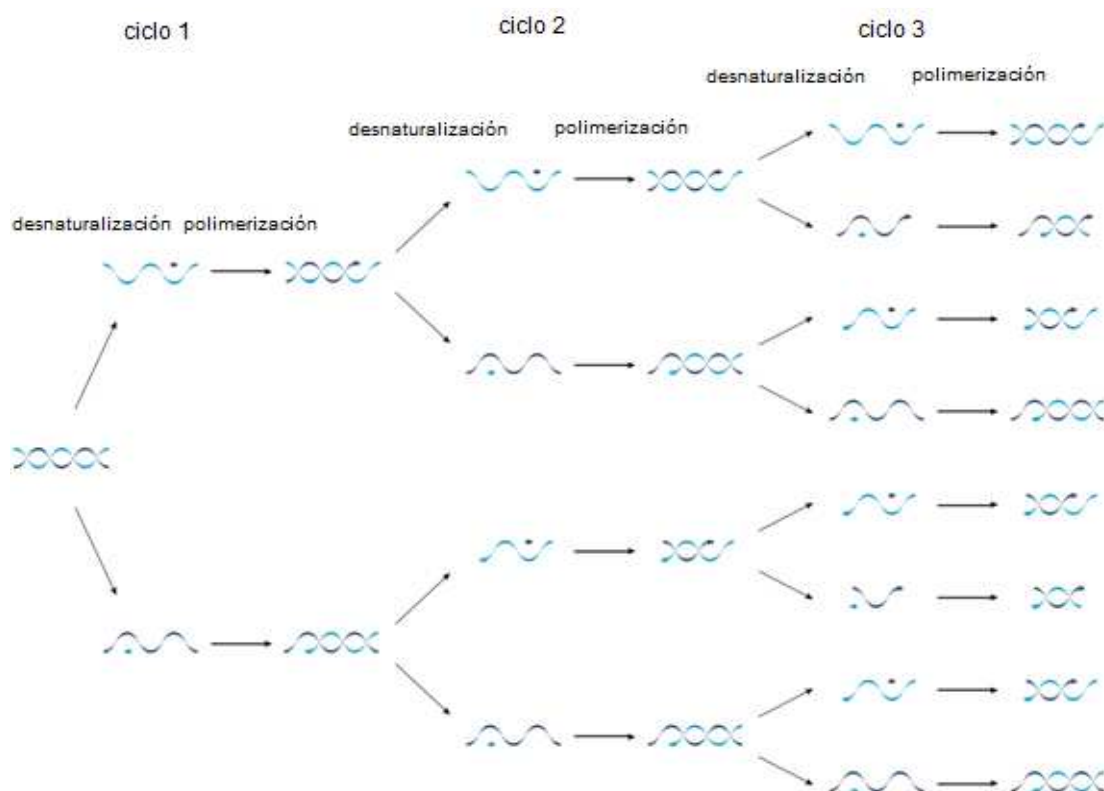 ciclo 1
ciclo 2
ciclo 3
desnaturalización polimerización
desnaturalización polimerización
desnaturalización polimerización